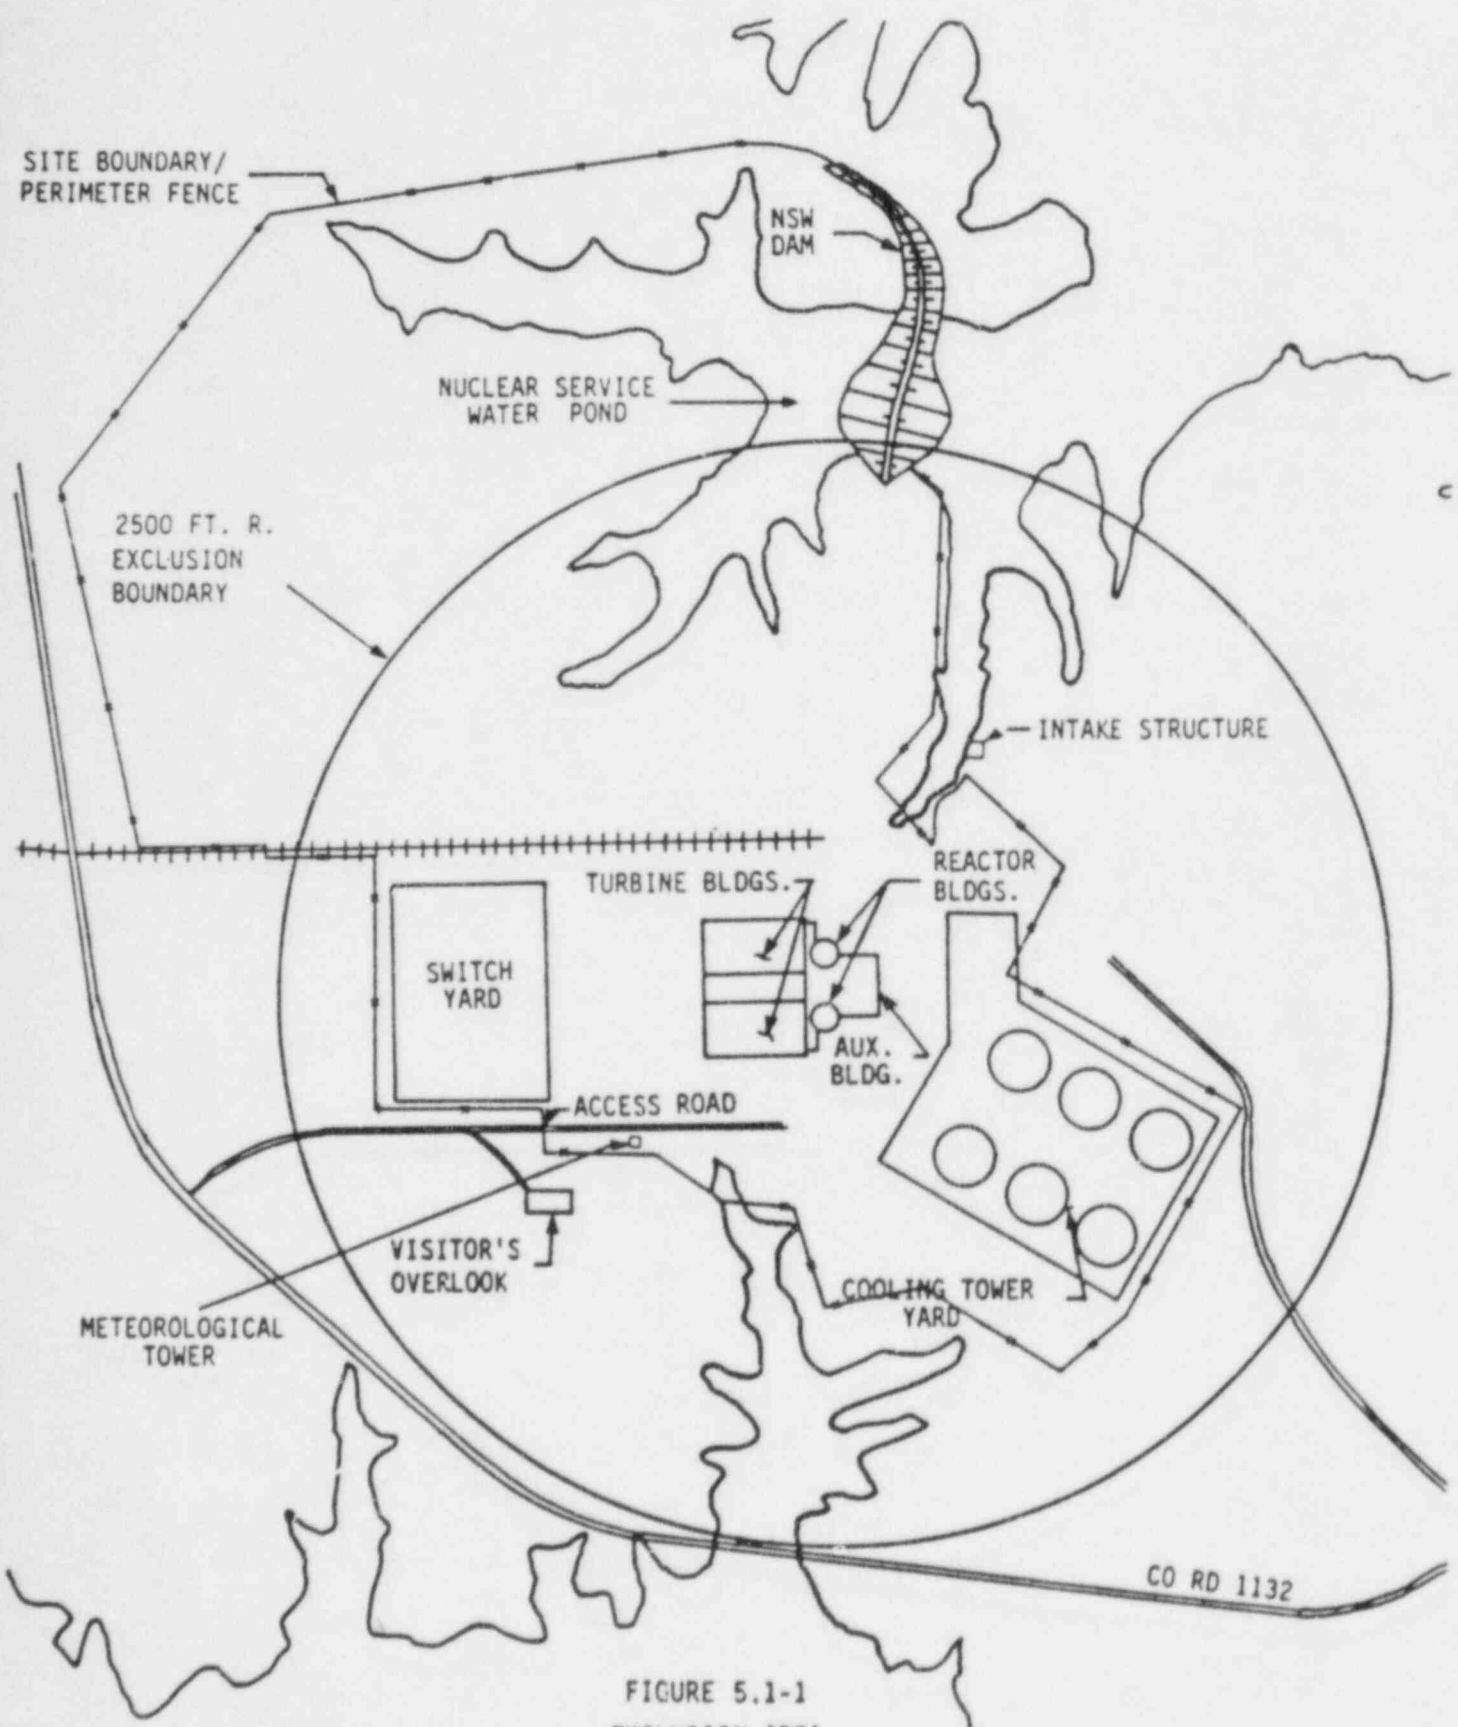 SITE BOUNDARY/
PERIMETER FENCE
NSW
DAM
NUCLEAR SERVICE
WATER POND
2500 FT. R.
EXCLUSION
BOUNDARY
INTAKE STRUCTURE
TURBINE BLDGS.
REACTOR
BLDGS.
SWITCH
YARD
AUX.
BLDG.
ACCESS ROAD
VISITOR'S
OVERLOOK
COOLING TOWER
YARD
METEOROLOGICAL
TOWER
CO RD 1132
FIGURE 5.1-1